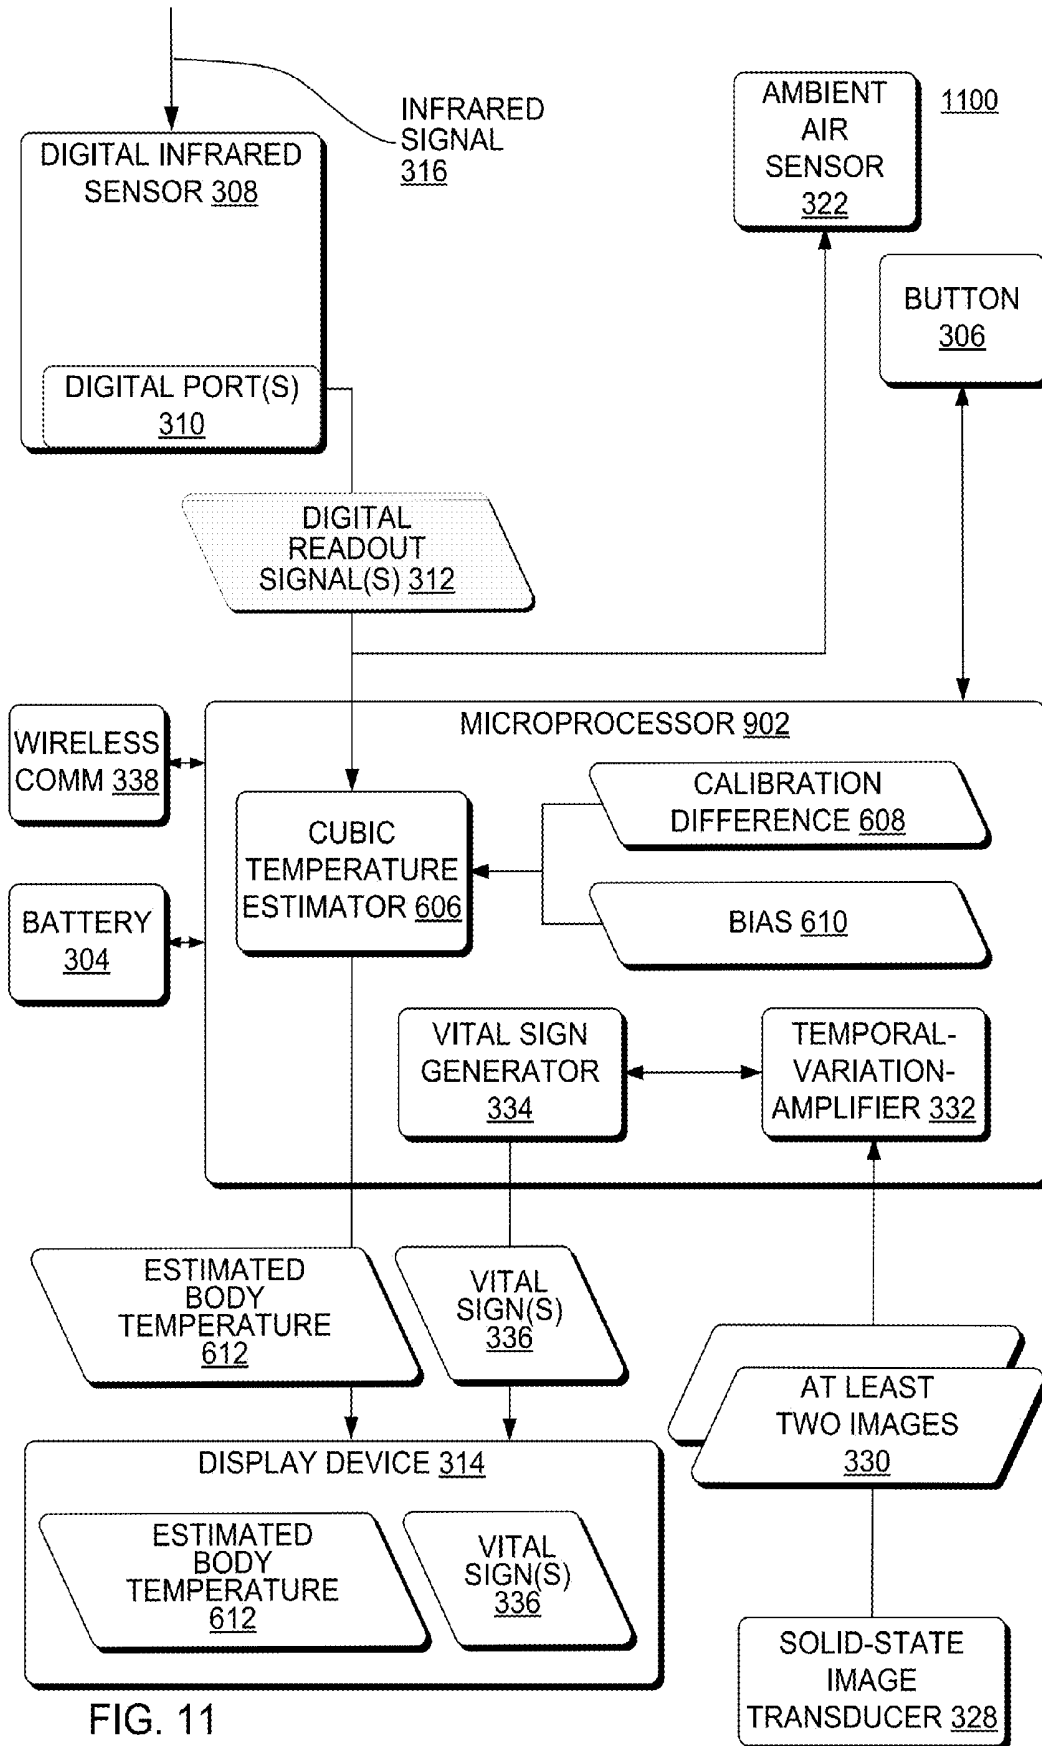 INFRARED
SIGNAL
316
AMBIENT
AIR
SENSOR
322
1100
DIGITAL INFRARED
SENSOR 308
BUTTON
306
DIGITAL PORT(S)
310
DIGITAL
READOUT
SIGNAL(S) 312
MICROPROCESSOR 902
WIRELESS
COMM 338
CALIBRATION
DIFFERENCE 608
CUBIC
TEMPERATURE
ESTIMATOR 606
BATTERY
304
BIAS 610
VITAL SIGN
GENERATOR
334
TEMPORAL-
VARIATION-
AMPLIFIER 332
ESTIMATED
BODY
TEMPERATURE
612
VITAL
SIGN(S)
336
AT LEAST
TWO IMAGES
330
DISPLAY DEVICE 314
ESTIMATED
BODY
TEMPERATURE
612
VITAL
SIGN(S)
336
SOLID-STATE
IMAGE
TRANSDUCER 328
FIG. 11